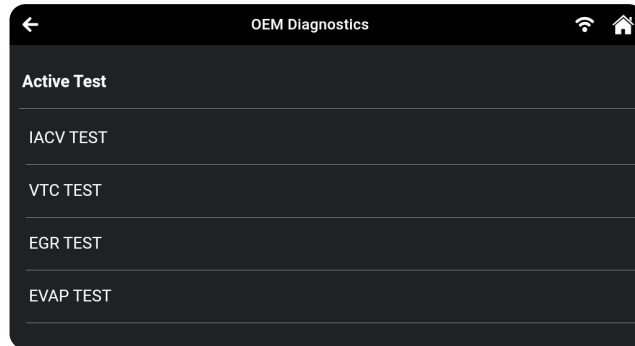 OEM Diagnostics
Active Test
IACV TEST
VTC TEST
EGR TEST
EVAP TEST